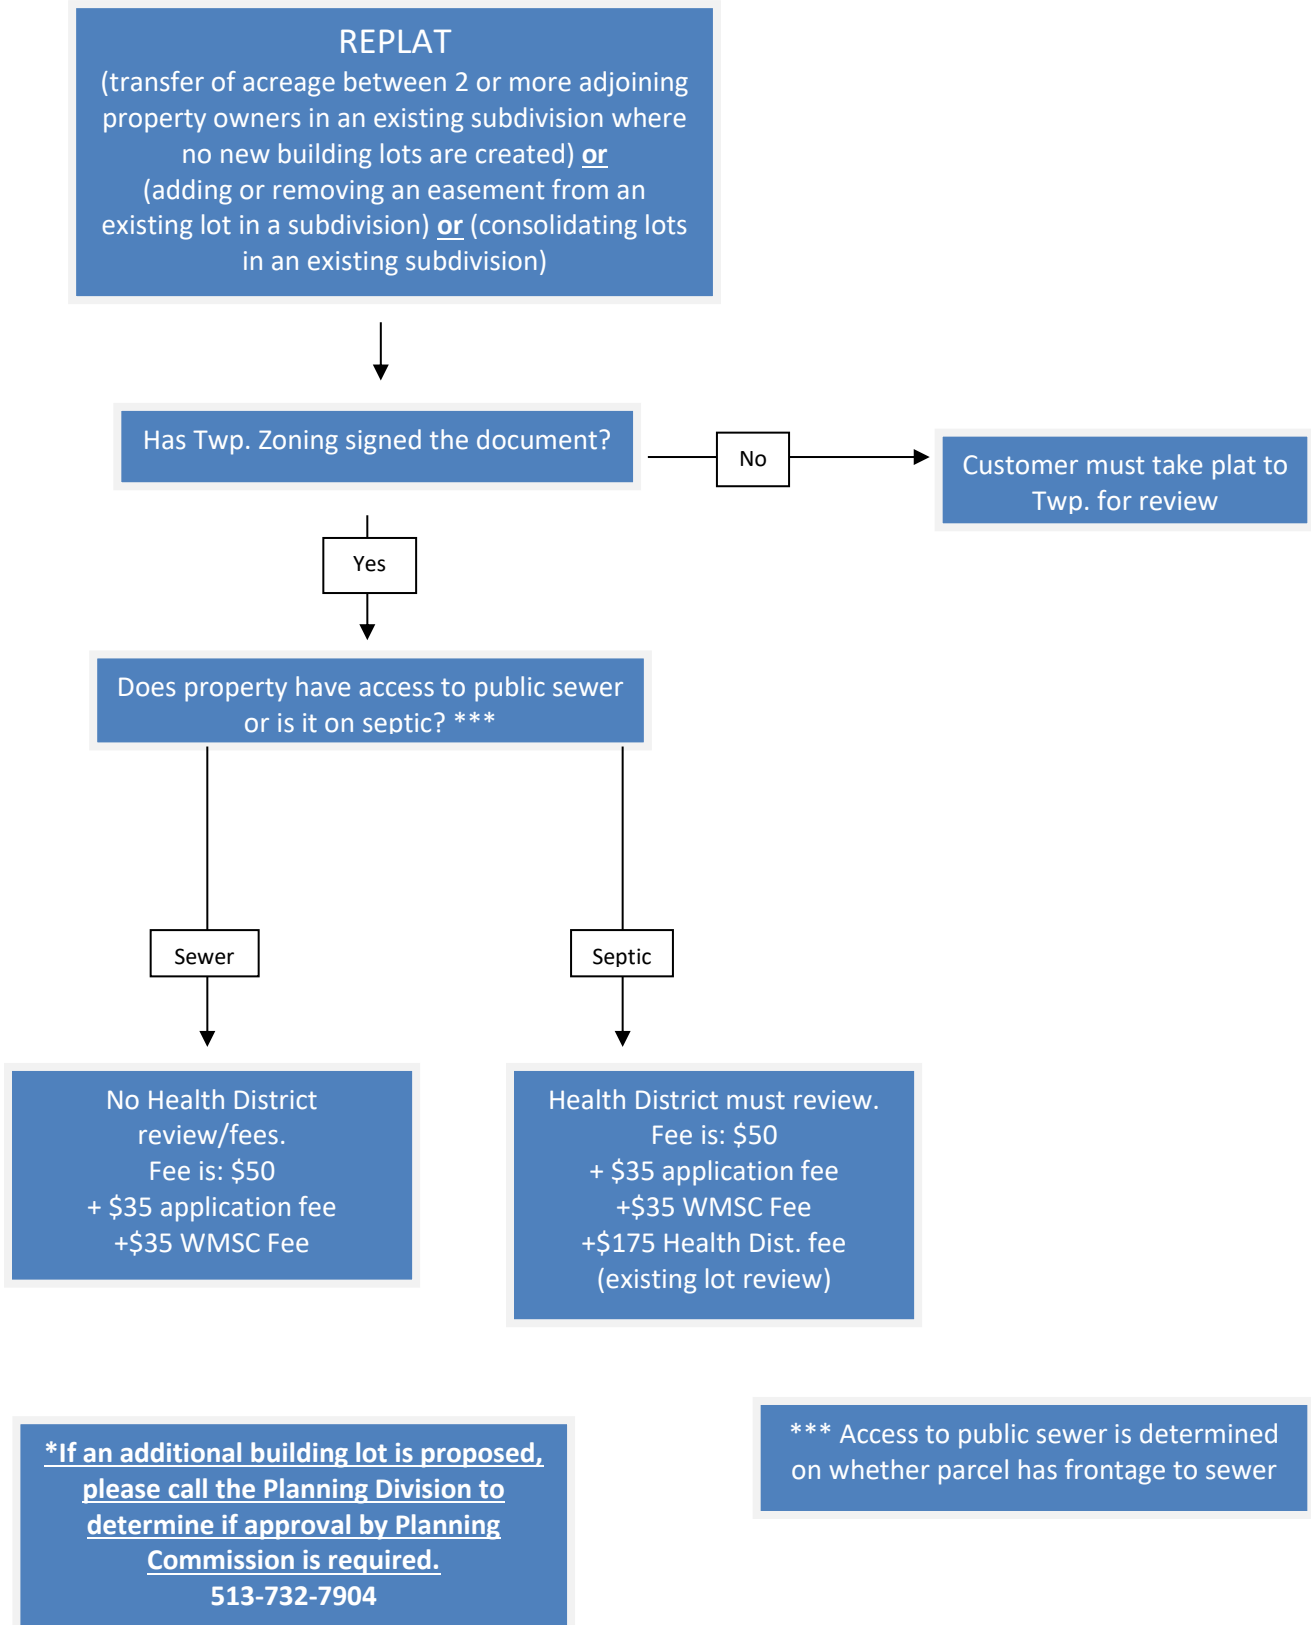 REPLAT
(transfer of acreage between 2 or more adjoining
property owners in an existing subdivision where
no new building lots are created) or
(adding or removing an easement from an
existing lot in a subdivision) or (consolidating lots
in an existing subdivision)
Has Twp. Zoning signed the document?
No
Customer must take plat to
Twp. for review
Yes
Does property have access to public sewer
or is it on septic? ***
Sewer
Septic
No Health District
review/fees.
Fee is: $50
+ $35 application fee
+$35 WMSC Fee
Health District must review.
Fee is: $50
+ $35 application fee
+$35 WMSC Fee
+$175 Health Dist. fee
(existing lot review)
*If an additional building lot is proposed,
please call the Planning Division to
determine if approval by Planning
Commission is required.
513-732-7904
*** Access to public sewer is determined
on whether parcel has frontage to sewer